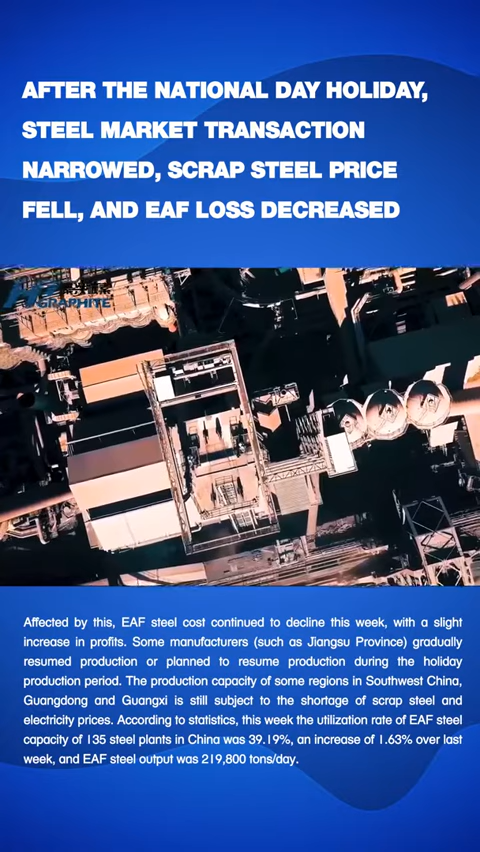 AFTER THE NATIONAL DAY HOLIDAY,
STEEL MARKET TRANSACTION
NARROWED, SCRAP STEEL PRICE
FELL, AND EAF LOSS DECREASED
GRAPHITE
Affected by this, EAF steel cost continued to decline this week, with a slight
increase in profits. Some manufacturers (such as Jiangsu Province) gradually
resumed production or planned to resume production during the holiday
production period. The production capacity of some regions in Southwest China,
Guangdong and Guangxi is still subject to the shortage of scrap steel and
electricity prices. According to statistics, this week the utilization rate of EAF steel
capacity of 135 steel plants in China was 39.19%, an increase of 1.63% over last
week, and EAF steel output was 219,800 tons/day.